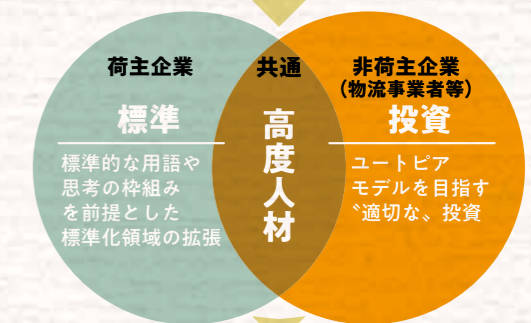 荷主企業
標準
標準的な用語や
思考の枠組み
を前提とした
標準化領域の拡張
共通
高度人材
非荷主企業
（物流事業者等）
投資
ユートピア
モデルを目指す
〝適切な〟投資